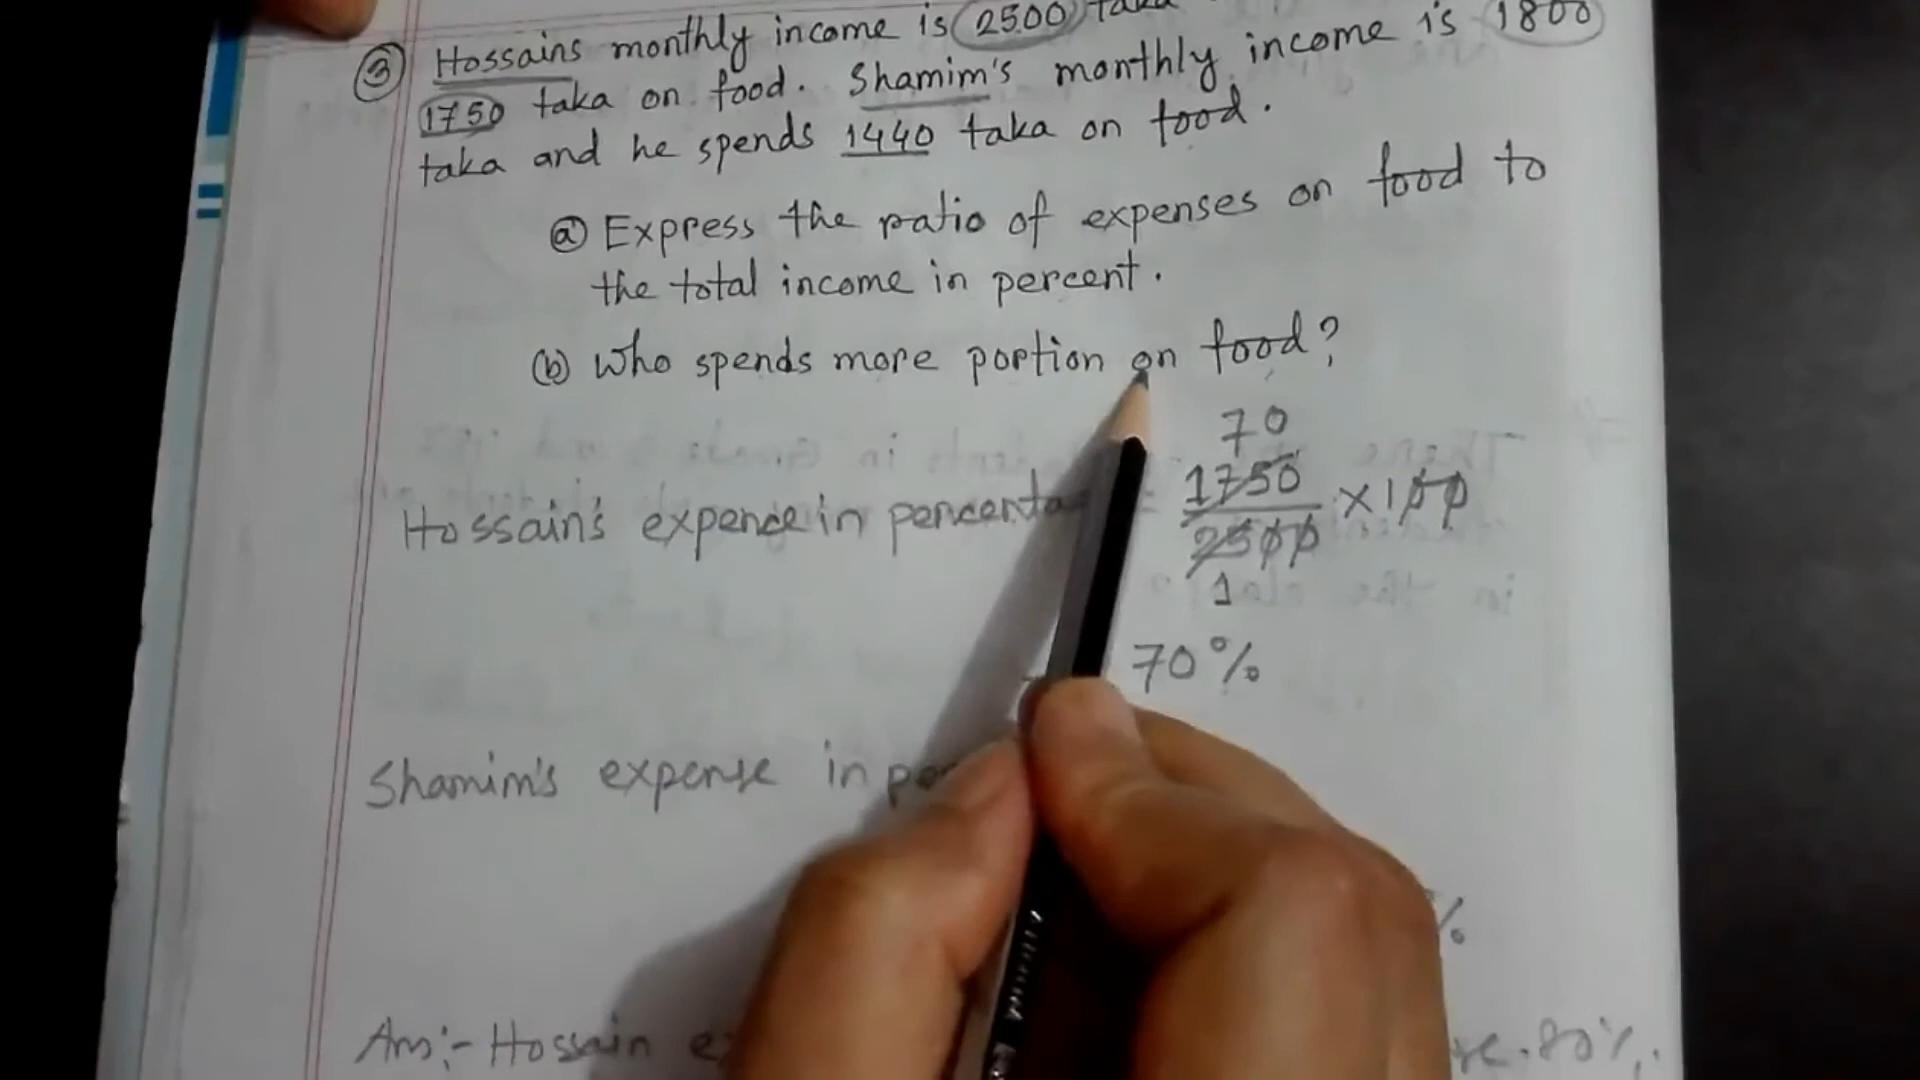 ③ Hossains monthly income is 2500 taka
1750 taka on food. Shamim's monthly income is 1800
taka and he spends 1440 taka on food.
ⓐ Express the ratio of expenses on food to
the total income in percent.
ⓑ Who spends more portion on food?
70
Hossain's expence in percenta 1750 ×100
2500
1
70%
Shamim's expense in per
%
Ans:- Hossain 80%.